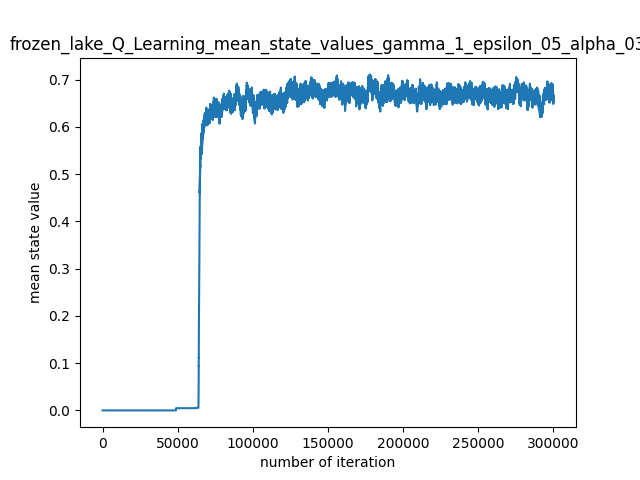 frozen_lake_Q_Learning_mean_state_values_gamma_1_epsilon_05_alpha_03
mean state value
0.7
0.6
0.5
0.4
0.3
0.2
0.1
0.0
0 50000 100000 150000 200000 250000 300000
number of iteration